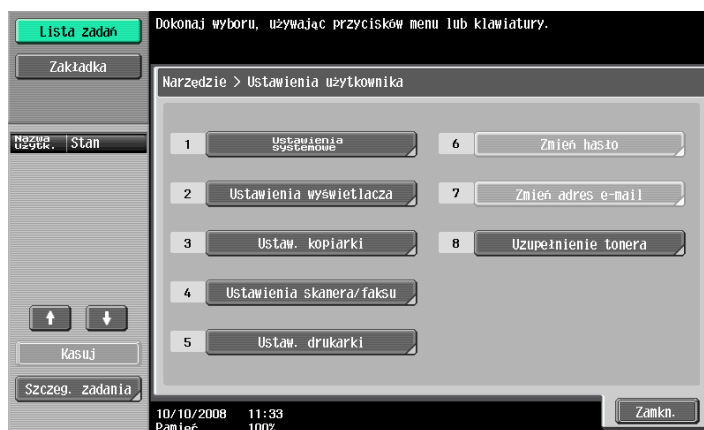 Lista zadań
Zakładka
Nazwa użytk. Stan
Kasuj
Szczeg. zadania
Dokonaj wyboru, używając przycisków menu lub klawiatury.
Narzędzie > Ustawienia użytkownika
1 Ustawienia systemowe
2 Ustawienia wyświetlacza
3 Ustaw. kopiarki
4 Ustawienia skanera/faksu
5 Ustaw. drukarki
6 Zmień hasło
7 Zmień adres e-mail
8 Uzupełnienie tonera
10/10/2008 11:33
Pamięć 100%
Zamkn.